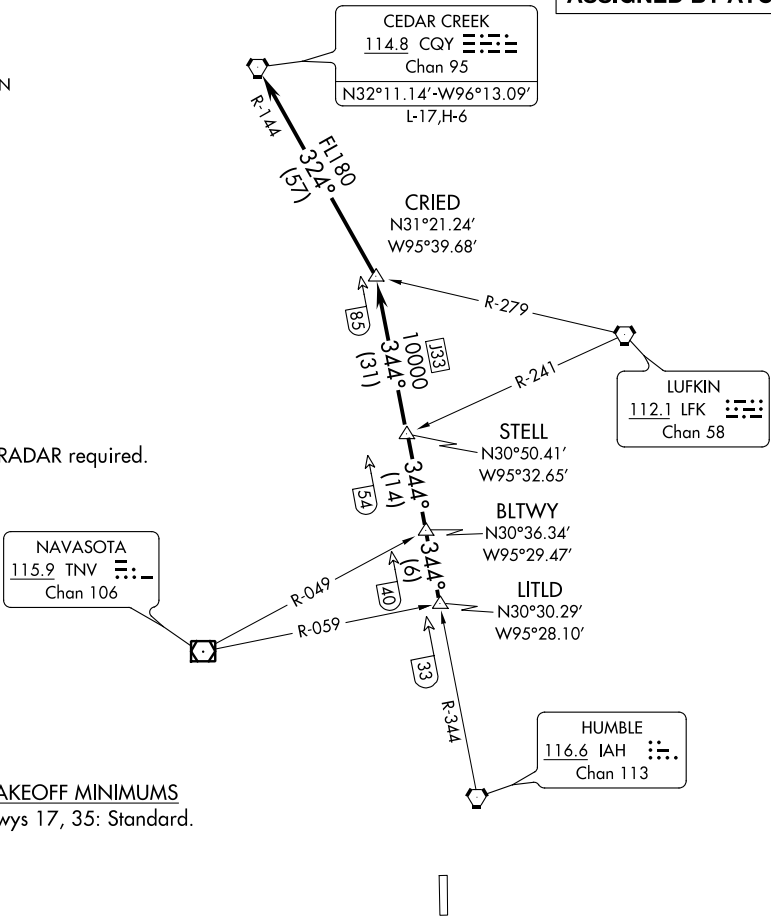 CEDAR CREEK
114.8 CQY
Chan 95
N32°11.14'-W96°13.09'
L-17,H-6
R-144
FL180
324°
(57)
CRIED
N31°21.24'
W95°39.68'
85
R-279
J33
10000
344°
(31)
R-241
LUFKIN
112.1 LFK
Chan 58
RADAR required.
STELL
N30°50.41'
W95°32.65'
54
344°
(14)
BLTWY
N30°36.34'
W95°29.47'
NAVASOTA
115.9 TNV
Chan 106
R-049
40
344°
(6)
LITLD
N30°30.29'
W95°28.10'
R-059
33
R-344
HUMBLE
116.6 IAH
Chan 113
AKEOFF MINIMUMS
wys 17, 35: Standard.